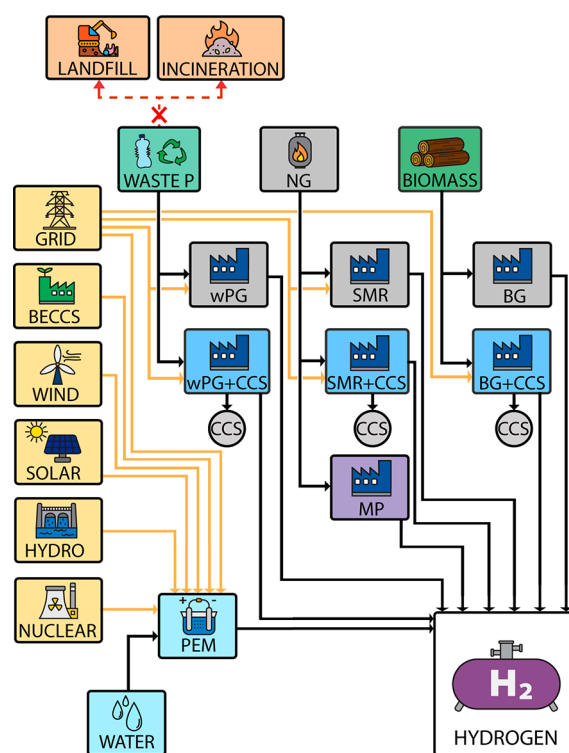 LANDFILL
INCINERATION
WASTE P
NG
BIOMASS
GRID
wPG
SMR
BG
BECCS
wPG+CCS
SMR+CCS
BG+CCS
WIND
CCS
CCS
CCS
SOLAR
MP
HYDRO
NUCLEAR
+ -
PEM
H2
WATER
HYDROGEN